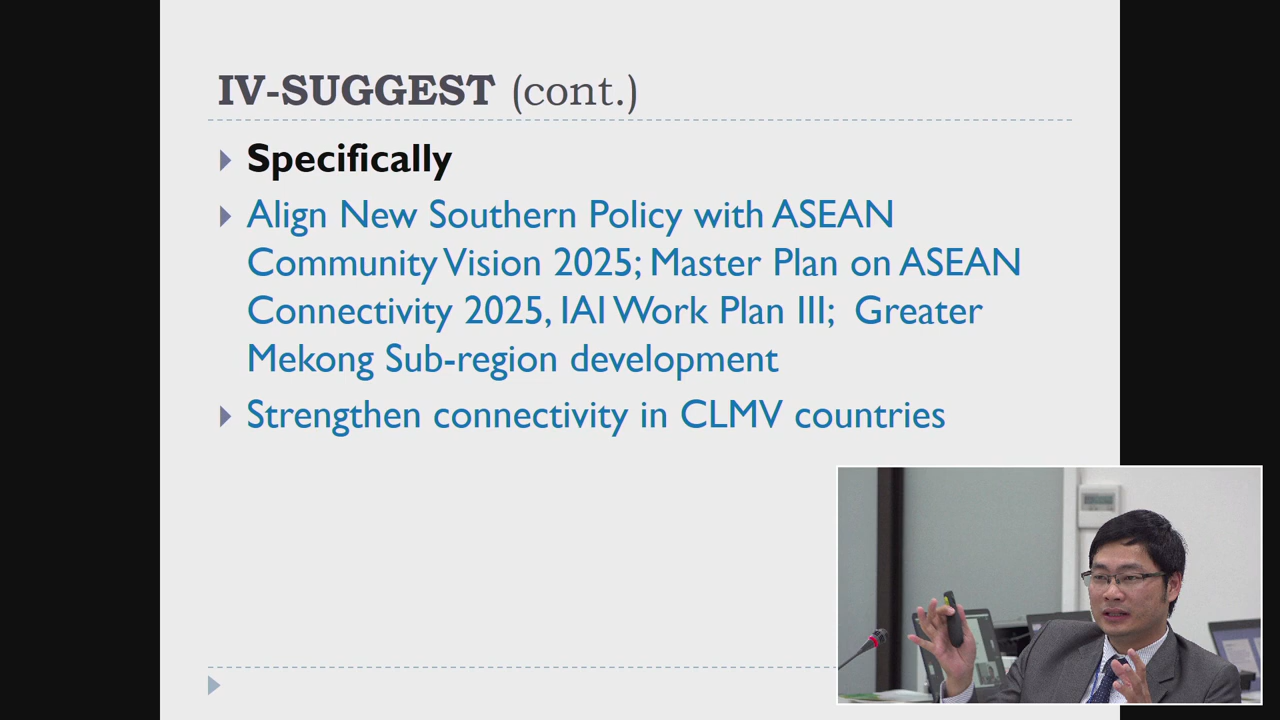 IV-SUGGEST (cont.)
Specifically
Align New Southern Policy with ASEAN
Community Vision 2025; Master Plan on ASEAN
Connectivity 2025, IAI Work Plan III; Greater
Mekong Sub-region development
Strengthen connectivity in CLMV countries